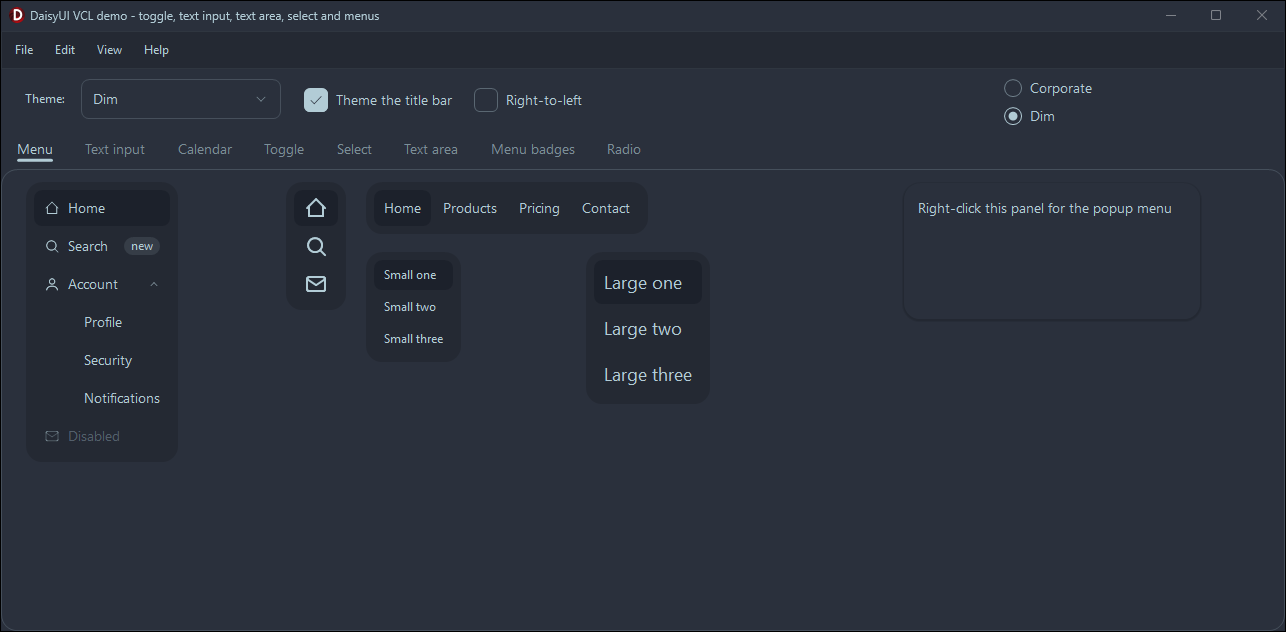 D DaisyUI VCL demo - toggle, text input, text area, select and menus
File Edit View Help
Theme: Dim Theme the title bar Right-to-left
Corporate
Dim
Menu Text input Calendar Toggle Select Text area Menu badges Radio
Home
Search new
Account
Profile
Security
Notifications
Disabled
Home Products Pricing Contact
Small one
Small two
Small three
Large one
Large two
Large three
Right-click this panel for the popup menu